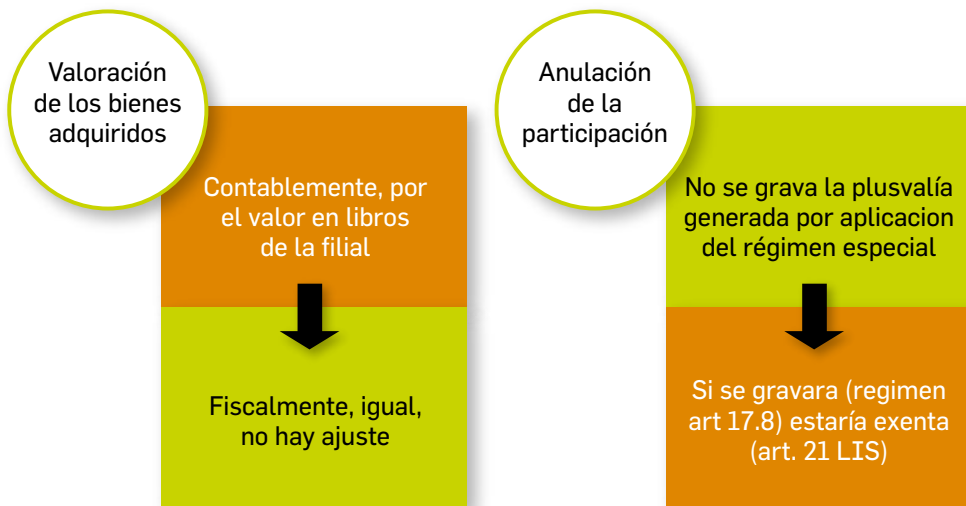 Valoración
de los bienes
adquiridos
Contablemente, por
el valor en libros
de la filial
Fiscalmente, igual,
no hay ajuste
Anulación
de la
participación
No se grava la plusvalía
generada por aplicacion
del régimen especial
Si se gravara (regimen
art 17.8) estaría exenta
(art. 21 LIS)